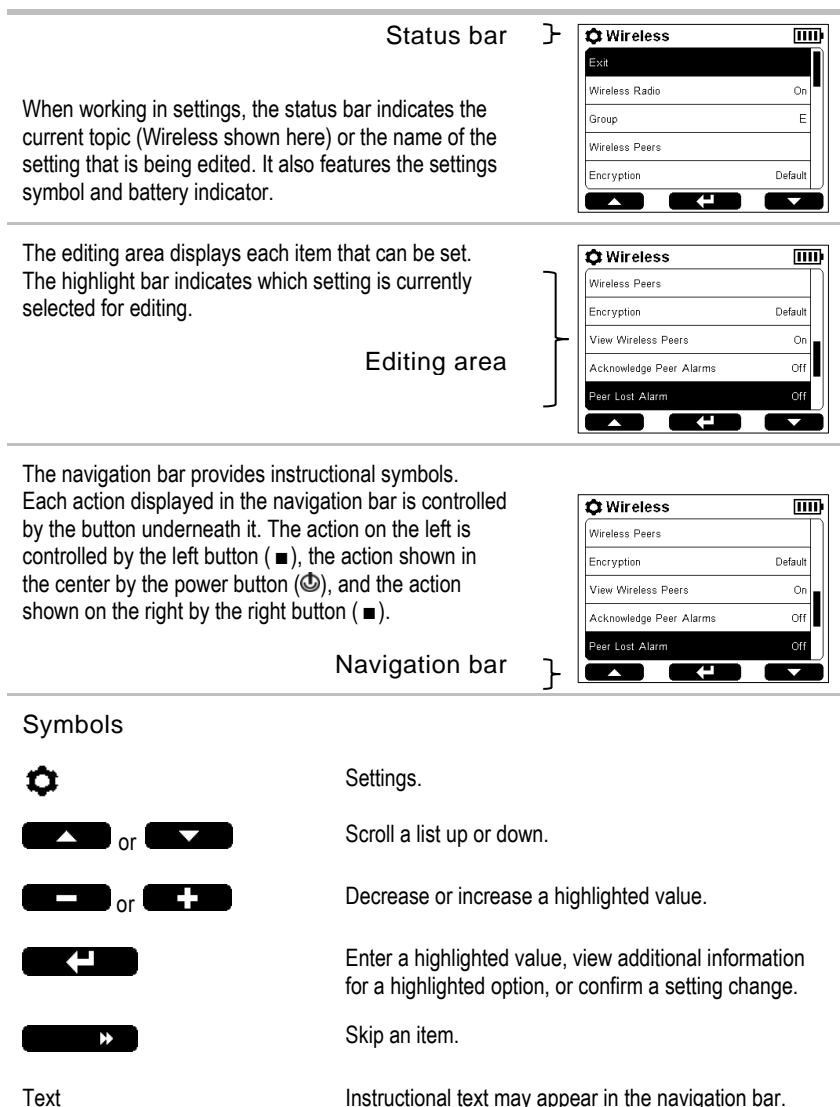 Status bar
When working in settings, the status bar indicates the
current topic (Wireless shown here) or the name of the
setting that is being edited. It also features the settings
symbol and battery indicator.
Wireless
Exit
Wireless Radio On
Group E
Wireless Peers
Encryption Default
The editing area displays each item that can be set.
The highlight bar indicates which setting is currently
selected for editing.
Editing area
Wireless
Wireless Peers
Encryption Default
View Wireless Peers On
Acknowledge Peer Alarms Off
Peer Lost Alarm Off
The navigation bar provides instructional symbols.
Each action displayed in the navigation bar is controlled
by the button underneath it. The action on the left is
controlled by the left button ( ■ ), the action shown in
the center by the power button (⏻), and the action
shown on the right by the right button ( ■ ).
Navigation bar
Wireless
Wireless Peers
Encryption Default
View Wireless Peers On
Acknowledge Peer Alarms Off
Peer Lost Alarm Off
Symbols
Settings.
or
Scroll a list up or down.
or
Decrease or increase a highlighted value.
Enter a highlighted value, view additional information
for a highlighted option, or confirm a setting change.
Skip an item.
Text Instructional text may appear in the navigation bar.